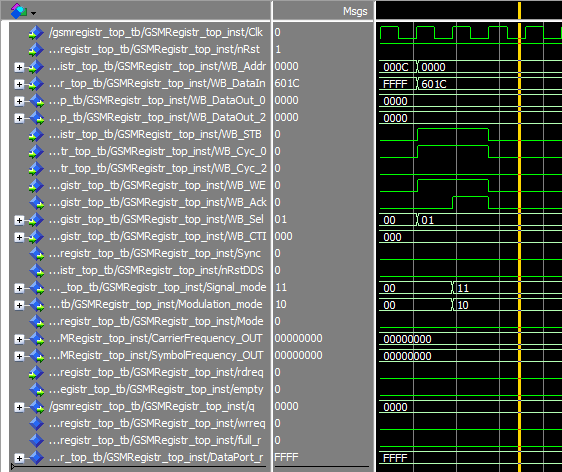 Msgs
/gsmregistr_top_tb/GSMRegistr_top_inst/Clk 0
...registr_top_tb/GSMRegistr_top_inst/nRst 1
...istr_top_tb/GSMRegistr_top_inst/WB_Addr 0000 000C 0000
...r_top_tb/GSMRegistr_top_inst/WB_DataIn 601C FFFF 601C
...p_tb/GSMRegistr_top_inst/WB_DataOut_0 0000 0000
...p_tb/GSMRegistr_top_inst/WB_DataOut_2 0000 0000
...istr_top_tb/GSMRegistr_top_inst/WB_STB 0
...tr_top_tb/GSMRegistr_top_inst/WB_Cyc_0 0
...tr_top_tb/GSMRegistr_top_inst/WB_Cyc_2 0
...gistr_top_tb/GSMRegistr_top_inst/WB_WE 0
...gistr_top_tb/GSMRegistr_top_inst/WB_Ack 0
...gistr_top_tb/GSMRegistr_top_inst/WB_Sel 01 00 01
...gistr_top_tb/GSMRegistr_top_inst/WB_CTI 000 000
...registr_top_tb/GSMRegistr_top_inst/Sync 0
...istr_top_tb/GSMRegistr_top_inst/nRstDDS 0
..._top_tb/GSMRegistr_top_inst/Signal_mode 11 00 11
...tb/GSMRegistr_top_inst/Modulation_mode 10 00 10
...registr_top_tb/GSMRegistr_top_inst/Mode 0
...MRegistr_top_inst/CarrierFrequency_OUT 00000000 00000000
...MRegistr_top_inst/SymbolFrequency_OUT 00000000 00000000
...registr_top_tb/GSMRegistr_top_inst/rdreq 0
...egistr_top_tb/GSMRegistr_top_inst/empty 0
/gsmregistr_top_tb/GSMRegistr_top_inst/q 0000 0000
...registr_top_tb/GSMRegistr_top_inst/wrreq 0
...registr_top_tb/GSMRegistr_top_inst/full_r 0
...r_top_tb/GSMRegistr_top_inst/DataPort_r FFFF FFFF